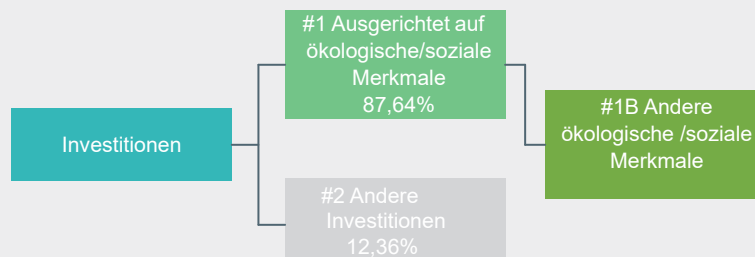 Investitionen
#1 Ausgerichtet auf
ökologische/soziale
Merkmale
87,64%
#2 Andere
Investitionen
12,36%
#1B Andere
ökologische /soziale
Merkmale